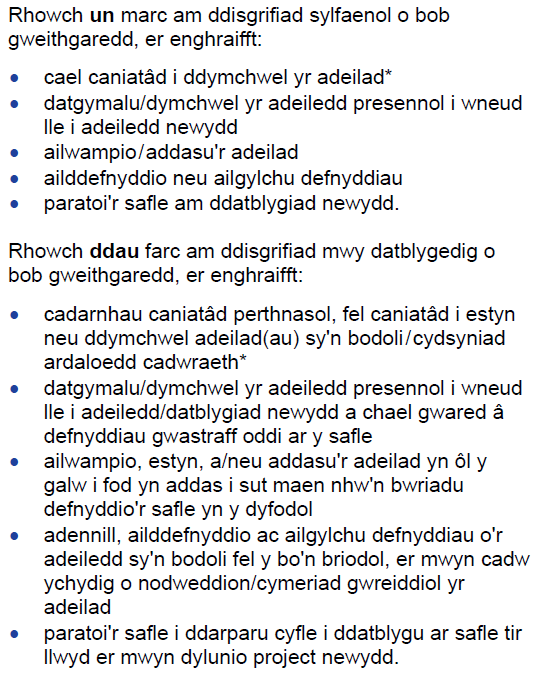 Rhowch un marc am ddisgrifiad sylfaenol o bob
gweithgaredd, er enghraifft:
• cael caniatâd i ddymchwel yr adeilad*
• datgymalu/dymchwel yr adeiledd presennol i wneud
lle i adeiledd newydd
• ailwampio/addasu'r adeilad
• ailddefnyddio neu ailgylchu defnyddiau
• paratoi'r safle am ddatblygiad newydd.
Rhowch ddau farc am ddisgrifiad mwy datblygedig o
bob gweithgaredd, er enghraifft:
• cadarnhau caniatâd perthnasol, fel caniatâd i estyn
neu ddymchwel adeilad(au) sy'n bodoli/cydsyniad
ardaloedd cadwraeth*
• datgymalu/dymchwel yr adeiledd presennol i wneud
lle i adeiledd/datblygiad newydd a chael gwared â
defnyddiau gwastraff oddi ar y safle
• ailwampio, estyn, a/neu addasu'r adeilad yn ôl y
galw i fod yn addas i sut maen nhw'n bwriadu
defnyddio'r safle yn y dyfodol
• adennill, ailddefnyddio ac ailgylchu defnyddiau o'r
adeiledd sy'n bodoli fel y bo'n briodol, er mwyn cadw
ychydig o nodweddion/cymeriad gwreiddiol yr
adeilad
• paratoi'r safle i ddarparu cyfle i ddatblygu ar safle tir
llwyd er mwyn dylunio project newydd.